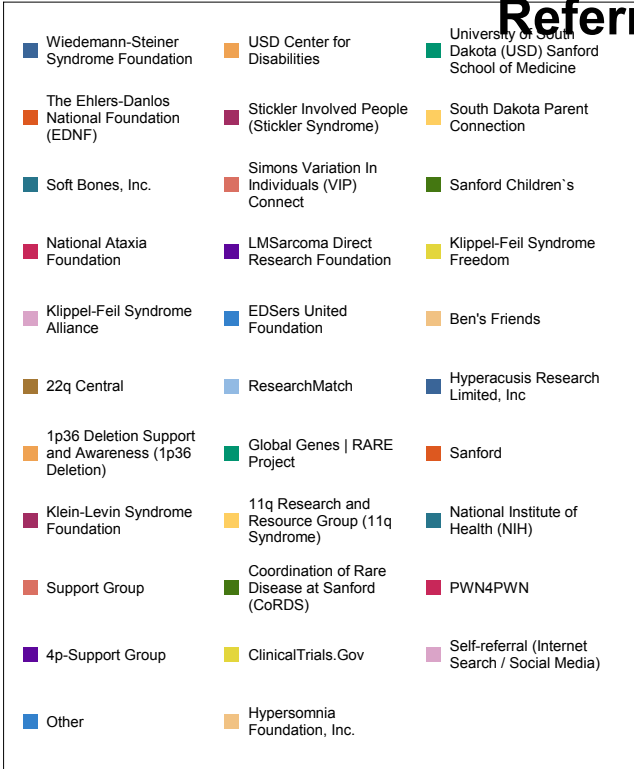 Referr
Wiedemann-Steiner
Syndrome Foundation
USD Center for
Disabilities
University of South
Dakota (USD) Sanford
School of Medicine
The Ehlers-Danlos
National Foundation
(EDNF)
Stickler Involved People
(Stickler Syndrome)
South Dakota Parent
Connection
Soft Bones, Inc.
Simons Variation In
Individuals (VIP)
Connect
Sanford Children`s
National Ataxia
Foundation
LMSarcoma Direct
Research Foundation
Klippel-Feil Syndrome
Freedom
Klippel-Feil Syndrome
Alliance
EDSers United
Foundation
Ben's Friends
22q Central
ResearchMatch
Hyperacusis Research
Limited, Inc
1p36 Deletion Support
and Awareness (1p36
Deletion)
Global Genes | RARE
Project
Sanford
Klein-Levin Syndrome
Foundation
11q Research and
Resource Group (11q
Syndrome)
National Institute of
Health (NIH)
Support Group
Coordination of Rare
Disease at Sanford
(CoRDS)
PWN4PWN
4p-Support Group
ClinicalTrials.Gov
Self-referral (Internet
Search / Social Media)
Other
Hypersomnia
Foundation, Inc.